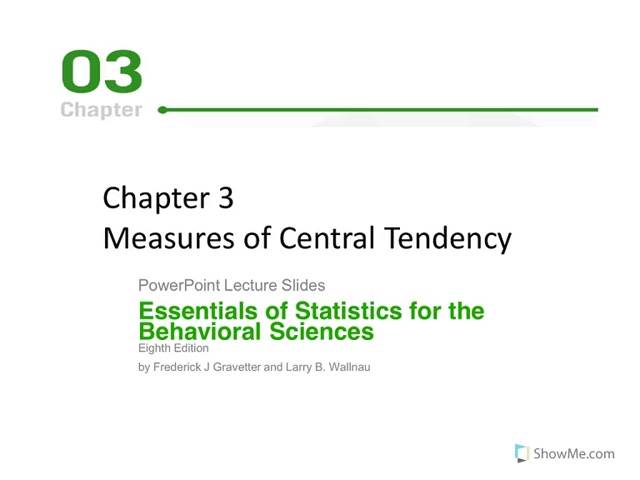 03
Chapter
Chapter 3
Measures of Central Tendency
PowerPoint Lecture Slides
Essentials of Statistics for the
Behavioral Sciences
Eighth Edition
by Frederick J Gravetter and Larry B. Wallnau
ShowMe.com